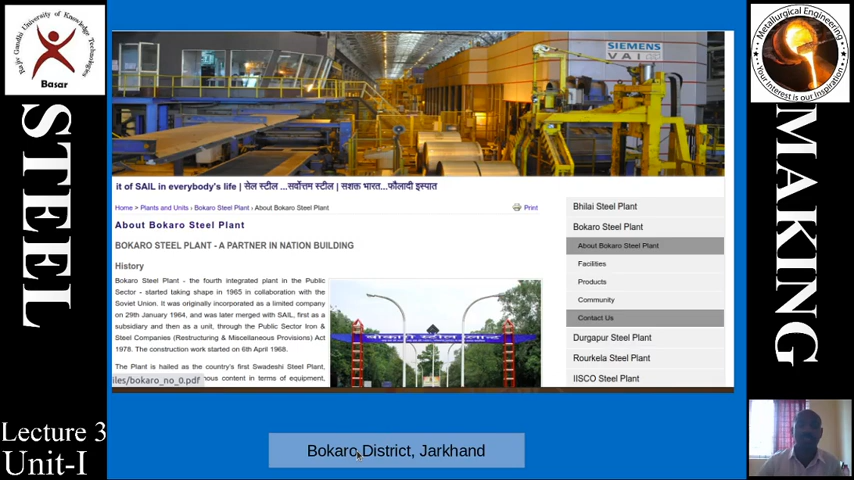 Rajiv Gandhi University of Knowledge Technologies
Basar
STEEL
Lecture 3
Unit-I
SIEMENS
VAI
it of SAIL in everybody's life | सेल स्टील ...सर्वोत्तम स्टील | सशक्त भारत...फौलादी इस्पात
Home > Plants and Units › Bokaro Steel Plant › About Bokaro Steel Plant
Print
About Bokaro Steel Plant
BOKARO STEEL PLANT - A PARTNER IN NATION BUILDING
History
Bokaro Steel Plant - the fourth integrated plant in the Public
Sector - started taking shape in 1965 in collaboration with the
Soviet Union. It was originally incorporated as a limited company
on 29th January 1964, and was later merged with SAIL, first as a
subsidiary and then as a unit, through the Public Sector Iron &
Steel Companies (Restructuring & Miscellaneous Provisions) Act
1978. The construction work started on 6th April 1968.
The Plant is hailed as the country's first Swadeshi Steel Plant,
nous content in terms of equipment,
iles/bokaro_no_0.pdf
बोकारो स्टील प्लांट
Bhilai Steel Plant
Bokaro Steel Plant
About Bokaro Steel Plant
Facilities
Products
Community
Contact Us
Durgapur Steel Plant
Rourkela Steel Plant
IISCO Steel Plant
Bokaro District, Jarkhand
Metallurgical Engineering
Your Interest is our Inspiration
MAKING